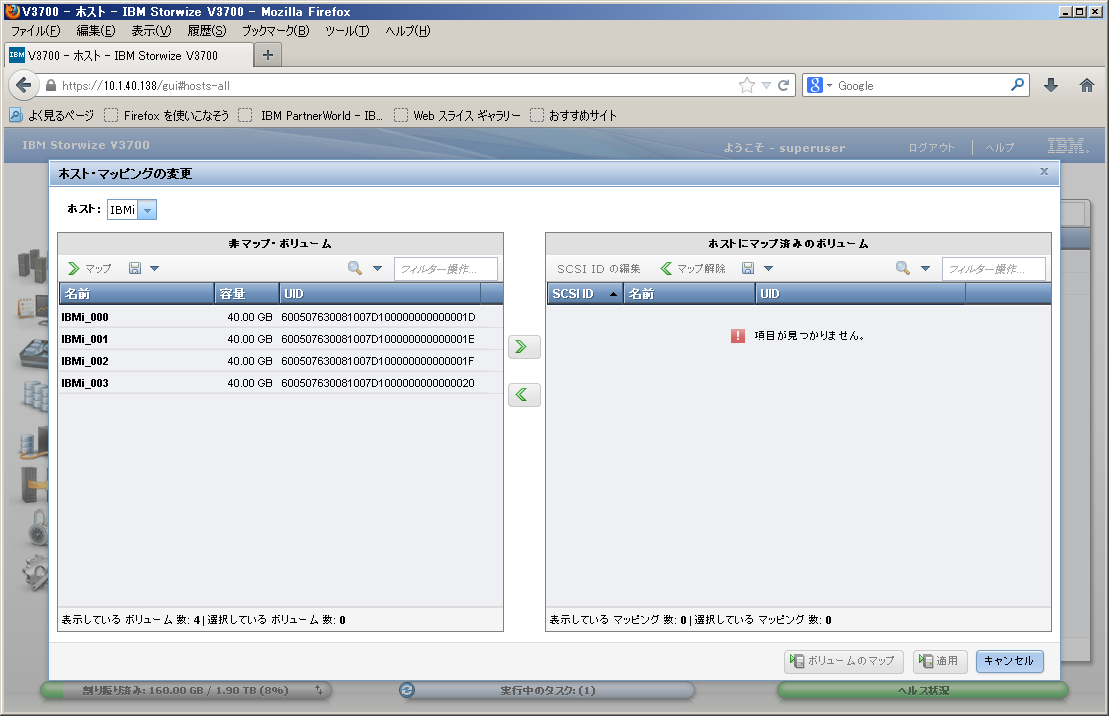 V3700 - ホスト - IBM Storwize V3700 - Mozilla Firefox
ファイル(F) 編集(E) 表示(V) 履歴(S) ブックマーク(B) ツール(T) ヘルプ(H)
IBM V3700 - ホスト - IBM Storwize V3700 +
https://10.1.40.138/gui#hosts-all 8 Google
よく見るページ Firefox を使いこなそう IBM PartnerWorld - IB... Web スライス ギャラリー おすすめサイト
IBM Storwize V3700 ようこそ - superuser ログアウト | ヘルプ IBM.
ホスト・マッピングの変更 x
ホスト: IBMi
非マップ・ボリューム
マップ フィルター操作...
名前 容量 UID
IBMi_000 40.00 GB 600507630081007D100000000000001D
IBMi_001 40.00 GB 600507630081007D100000000000001E
IBMi_002 40.00 GB 600507630081007D100000000000001F
IBMi_003 40.00 GB 600507630081007D1000000000000020
表示している ボリューム 数: 4 | 選択している ボリューム 数: 0
ホストにマップ済みのボリューム
SCSI ID の編集 マップ解除 フィルター操作...
SCSI ID 名前 UID
項目が見つかりません。
表示している マッピング 数: 0 | 選択している マッピング 数: 0
ボリュームのマップ 適用 キャンセル
割り振り済み: 160.00 GB / 1.90 TB (8%) 実行中のタスク: (1) ヘルス状況